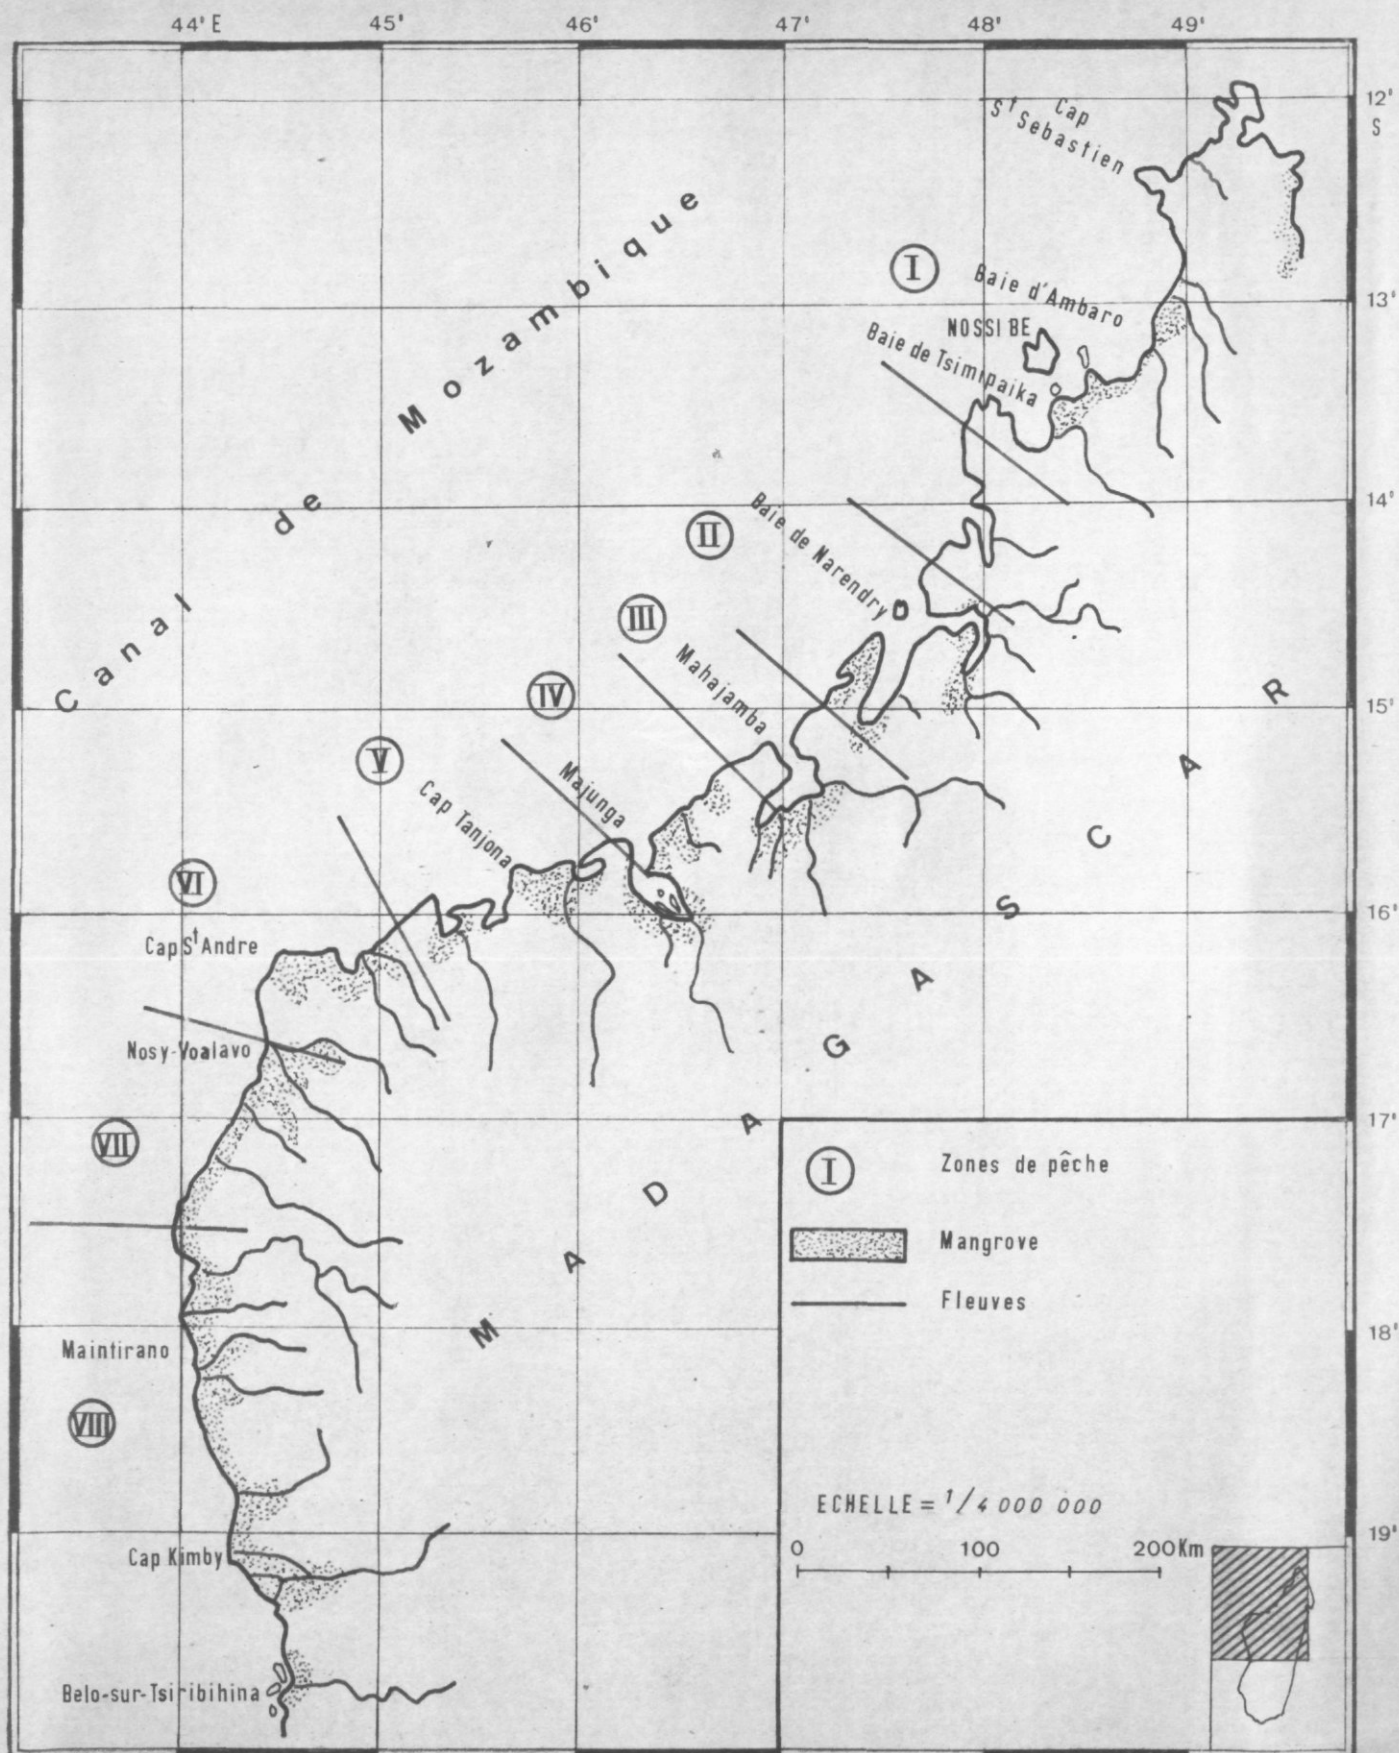 44° E 45° 46° 47° 48° 49°
12°
S
Cap
S^t Sebastien
I
Baie d'Ambaro
13°
NOSSI BE
Baie de Tsimipaika
Canal de Mozambique
14°
II
Baie de Narendry
III
Mahajamba
IV
15°
V
Majunga
Cap Tanjona
VI
16°
Cap S^t Andre
Nosy-Voalavo
MADAGASCAR
17°
VII
I Zones de pêche
Mangrove
Fleuves
18°
Maintirano
VIII
ECHELLE = 1/4 000 000
19°
0 100 200 Km
Cap Kimby
Belo-sur-Tsiribihina